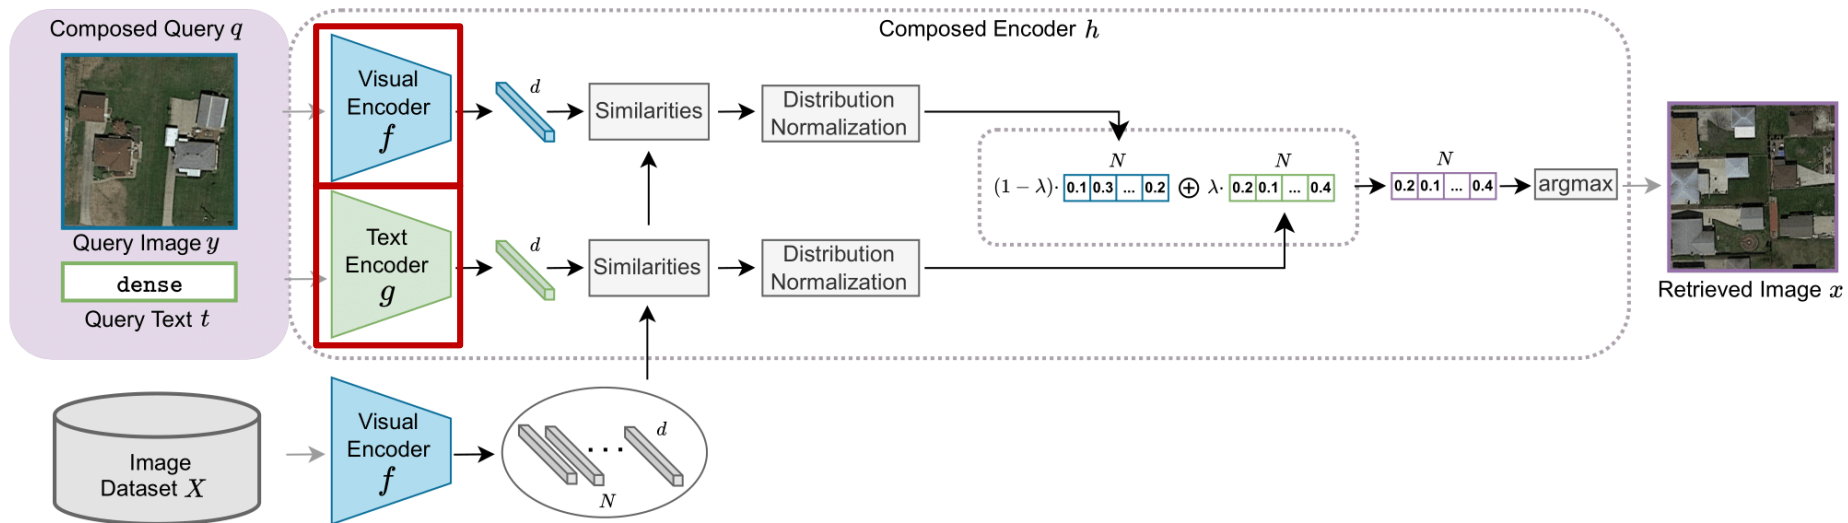 Composed Query q
Query Image y
dense
Query Text t
Composed Encoder h
Visual
Encoder
f
d
Similarities
Distribution
Normalization
Text
Encoder
g
d
Similarities
Distribution
Normalization
N
(1 − λ)·
0.1 0.3 ... 0.2
⊕
λ·
N
0.2 0.1 ... 0.4
N
0.2 0.1 ... 0.4
argmax
Retrieved Image x
Image
Dataset X
Visual
Encoder
f
...
d
N